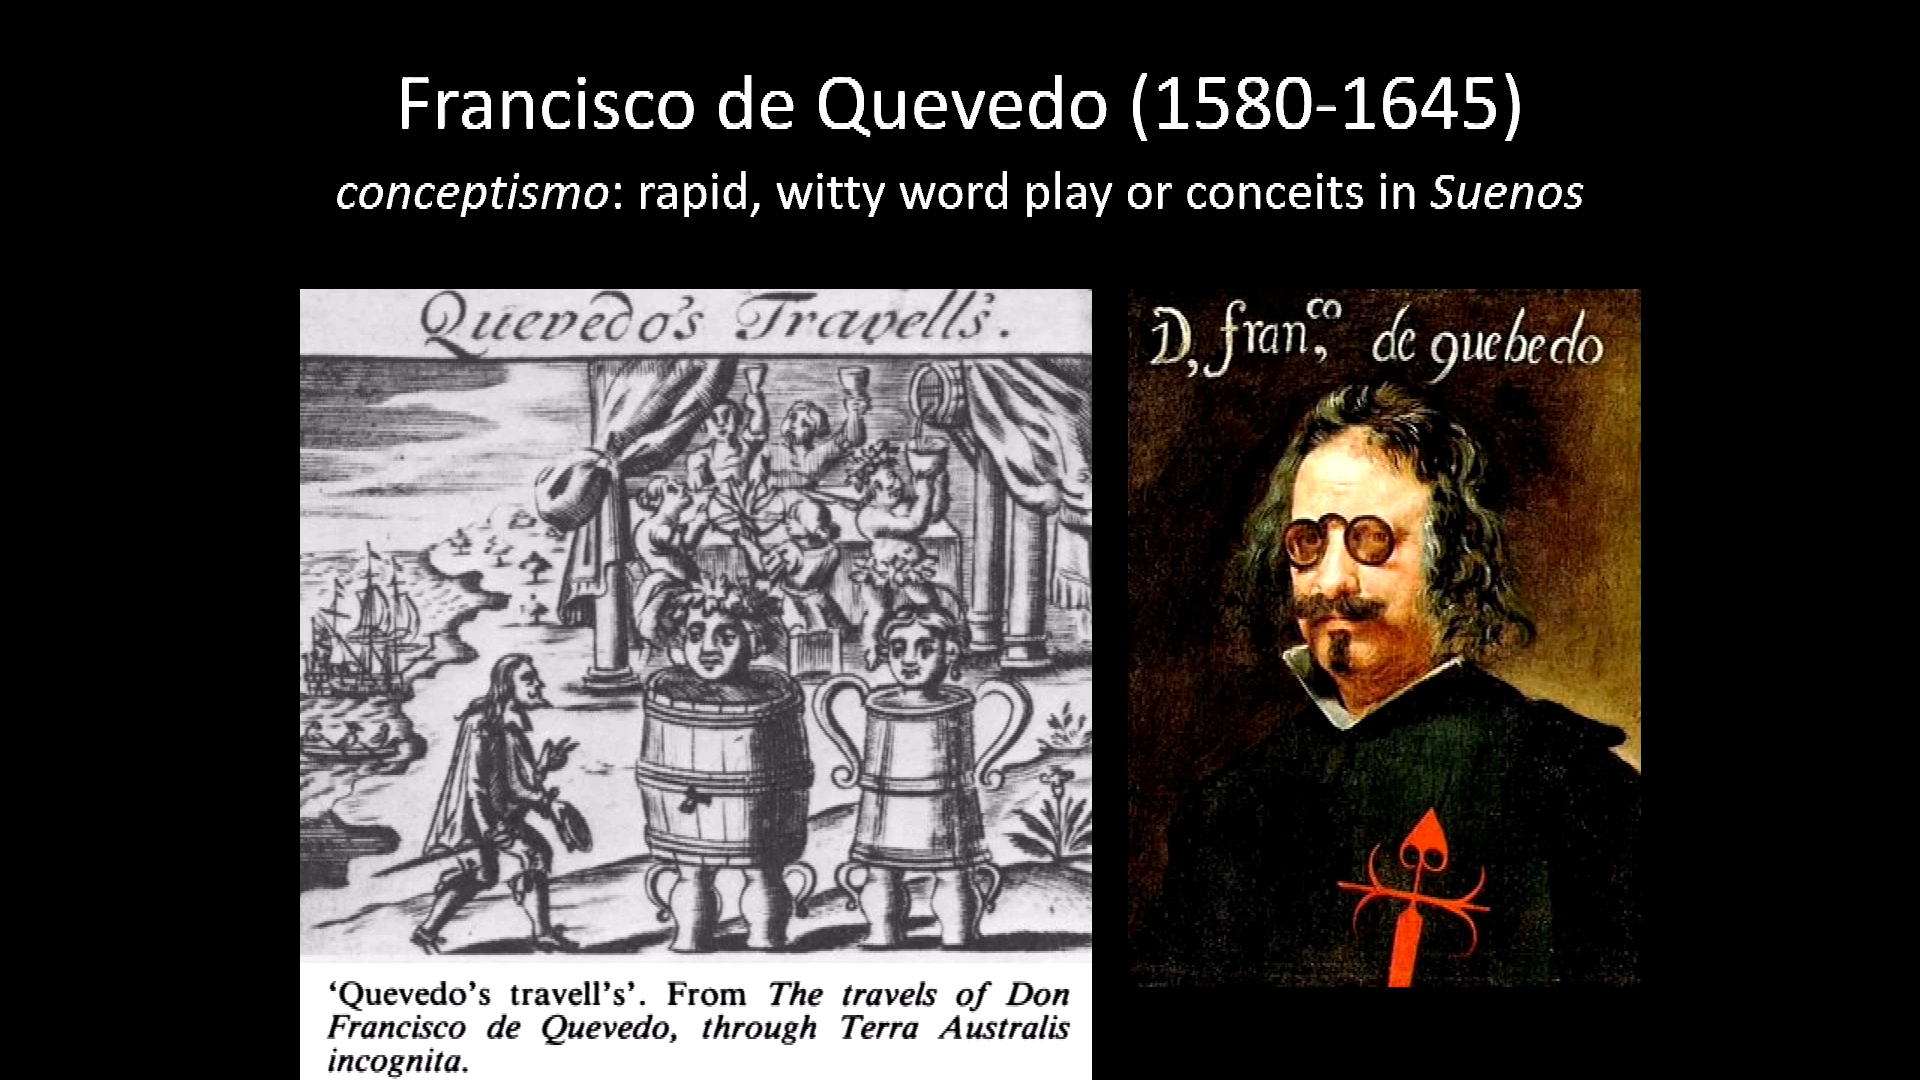 Francisco de Quevedo (1580-1645)
conceptismo: rapid, witty word play or conceits in Suenos
Quevedo's Travells.
D, fran,co de quebedo
‘Quevedo’s travell’s’. From The travels of Don
Francisco de Quevedo, through Terra Australis
incognita.